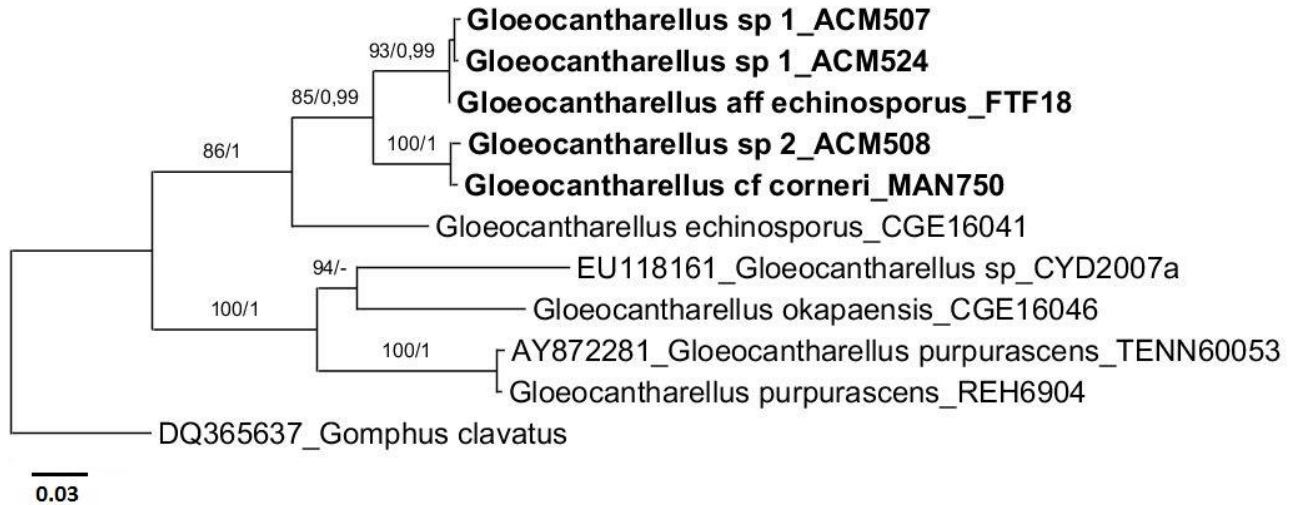 Gloeocantharellus sp 1_ACM507
93/0,99
Gloeocantharellus sp 1_ACM524
85/0,99
Gloeocantharellus aff echinosporus_FTF18
100/1
Gloeocantharellus sp 2_ACM508
86/1
Gloeocantharellus cf corneri_MAN750
Gloeocantharellus echinosporus_CGE16041
94/-
EU118161_Gloeocantharellus sp_CYD2007a
100/1
Gloeocantharellus okapaensis_CGE16046
100/1
AY872281_Gloeocantharellus purpurascens_TENN60053
Gloeocantharellus purpurascens_REH6904
DQ365637_Gomphus clavatus
0.03